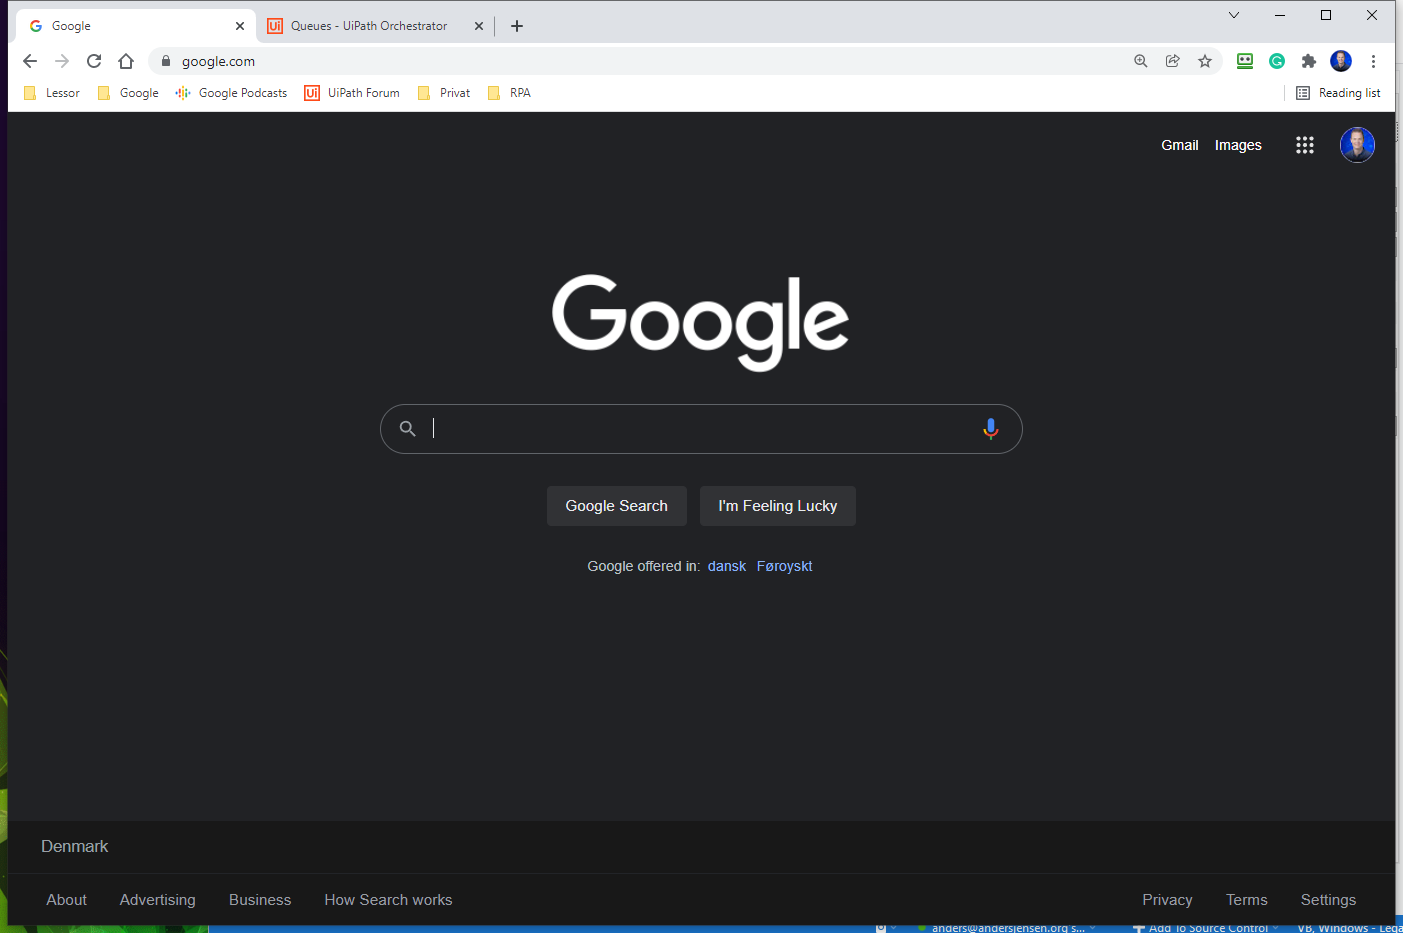 Google
Queues - UiPath Orchestrator
google.com
Lessor
Google
Google Podcasts
Ui UiPath Forum
Privat
RPA
Reading list
Gmail Images
Google
Google Search
I'm Feeling Lucky
Google offered in: dansk Føroyskt
Denmark
About Advertising Business How Search works
Privacy Terms Settings
anders@andersjensen.org s...
Add To Source Control
VB, Windows - Lega